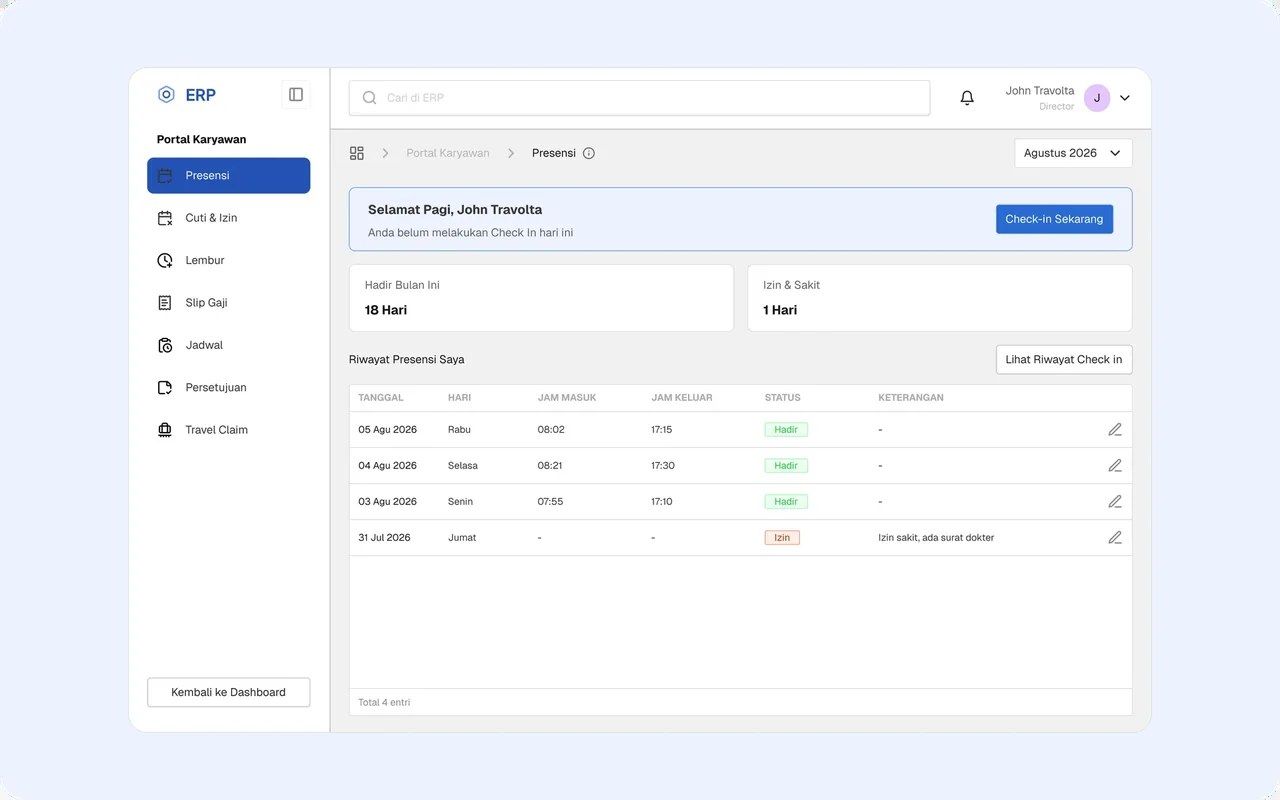 ERP
Portal Karyawan
Presensi
Cuti & Izin
Lembur
Slip Gaji
Jadwal
Persetujuan
Travel Claim
Kembali ke Dashboard
Cari di ERP
John Travolta
Director
J
Portal Karyawan Presensi
Agustus 2026
Selamat Pagi, John Travolta
Anda belum melakukan Check In hari ini
Check-in Sekarang
Hadir Bulan Ini
18 Hari
Izin & Sakit
1 Hari
Riwayat Presensi Saya
Lihat Riwayat Check in
TANGGAL HARI JAM MASUK JAM KELUAR STATUS KETERANGAN
05 Agu 2026 Rabu 08:02 17:15 Hadir -
04 Agu 2026 Selasa 08:21 17:30 Hadir -
03 Agu 2026 Senin 07:55 17:10 Hadir -
31 Jul 2026 Jumat - - Izin Izin sakit, ada surat dokter
Total 4 entri